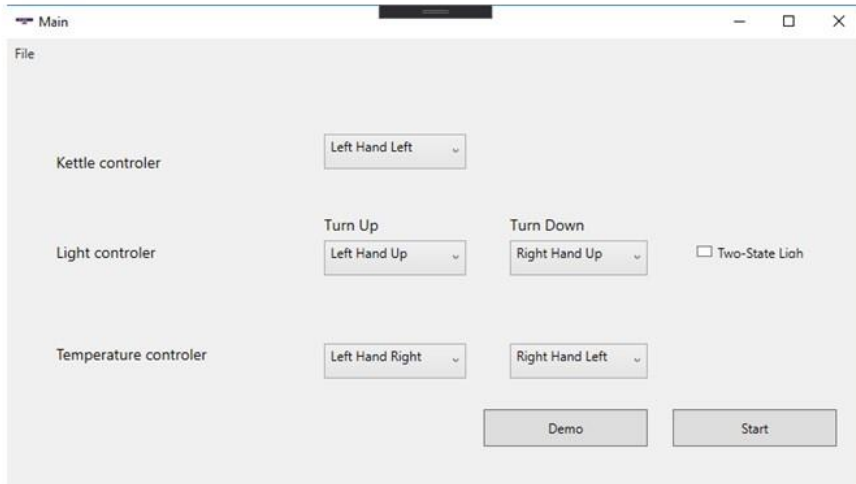 Main
File
Left Hand Left
Kettle controler
Turn Up Turn Down
Light controler Left Hand Up Right Hand Up Two-State Ligh
Temperature controler Left Hand Right Right Hand Left
Demo Start